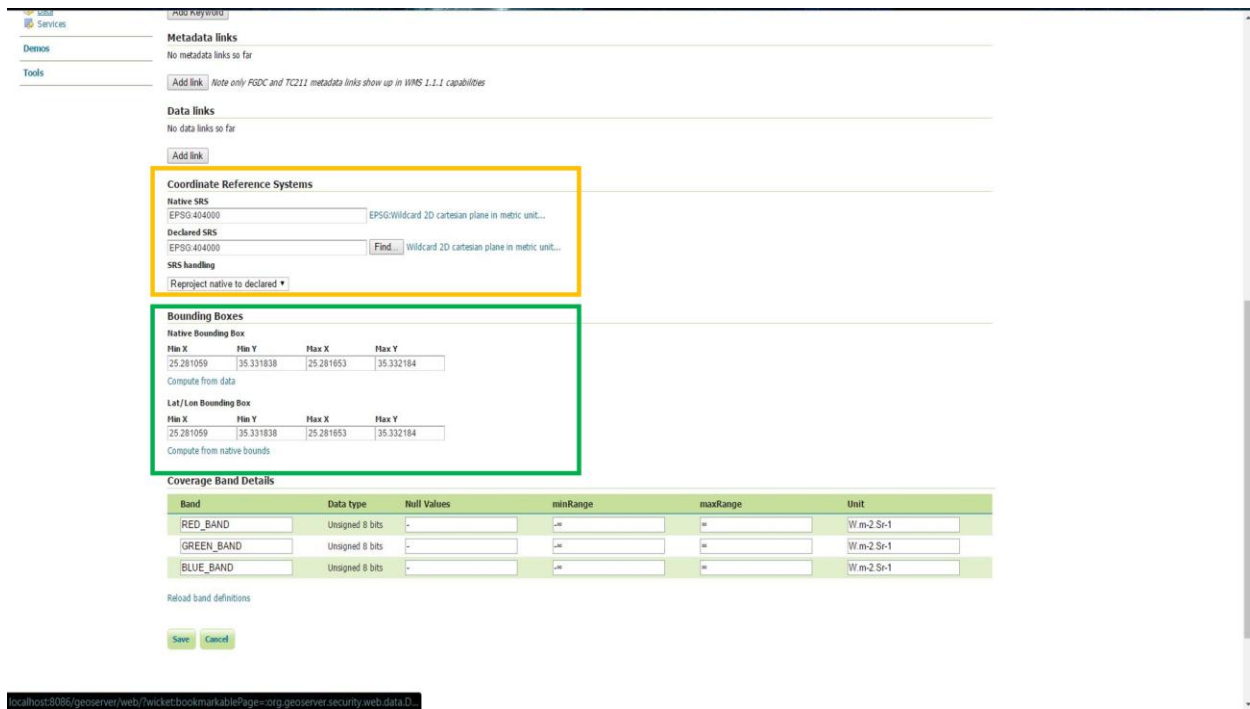 Data
Services
Demos
Tools
Add Keyword
Metadata links
No metadata links so far
Add link Note only FGDC and TC211 metadata links show up in WMS 1.1.1 capabilities
Data links
No data links so far
Add link
Coordinate Reference Systems
Native SRS
EPSG:404000 EPSG:Wildcard 2D cartesian plane in metric unit...
Declared SRS
EPSG:404000 Find... Wildcard 2D cartesian plane in metric unit...
SRS handling
Reproject native to declared
Bounding Boxes
Native Bounding Box
Min X Min Y Max X Max Y
25.281059 35.331838 25.281653 35.332184
Compute from data
Lat/Lon Bounding Box
Min X Min Y Max X Max Y
25.281059 35.331838 25.281653 35.332184
Compute from native bounds
Coverage Band Details
Band Data type Null Values minRange maxRange Unit
RED_BAND Unsigned 8 bits - -∞ ∞ W.m-2.Sr-1
GREEN_BAND Unsigned 8 bits - -∞ ∞ W.m-2.Sr-1
BLUE_BAND Unsigned 8 bits - -∞ ∞ W.m-2.Sr-1
Reload band definitions
Save Cancel
localhost:8086/geoserver/web/?wicket:bookmarkablePage=:org.geoserver.security.web.data.D...